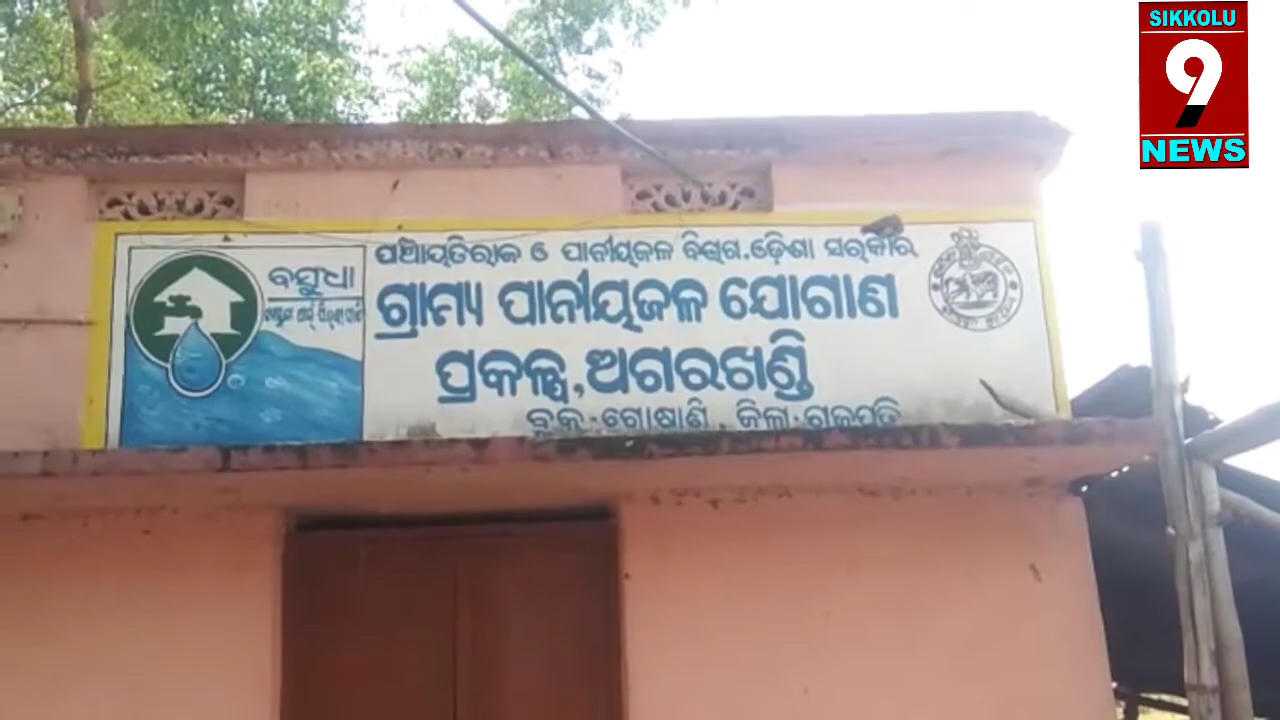 SIKKOLU
9
NEWS
ପଞ୍ଚାୟତିରାଜ ଓ ପାନୀୟଜଳ ବିଭାଗ.ଓଡ଼ିଶା ସରକାର
ବସୁଧା
ଗ୍ରାମ୍ୟ ପାନୀୟଜଳ ଯୋଗାଣ
ପ୍ରକଳ୍ପ,ଅଗରଖଣ୍ଡି
ବ୍ଲକ-ଗୋଷାଣି, ଜିଲା-ଗଜପତି